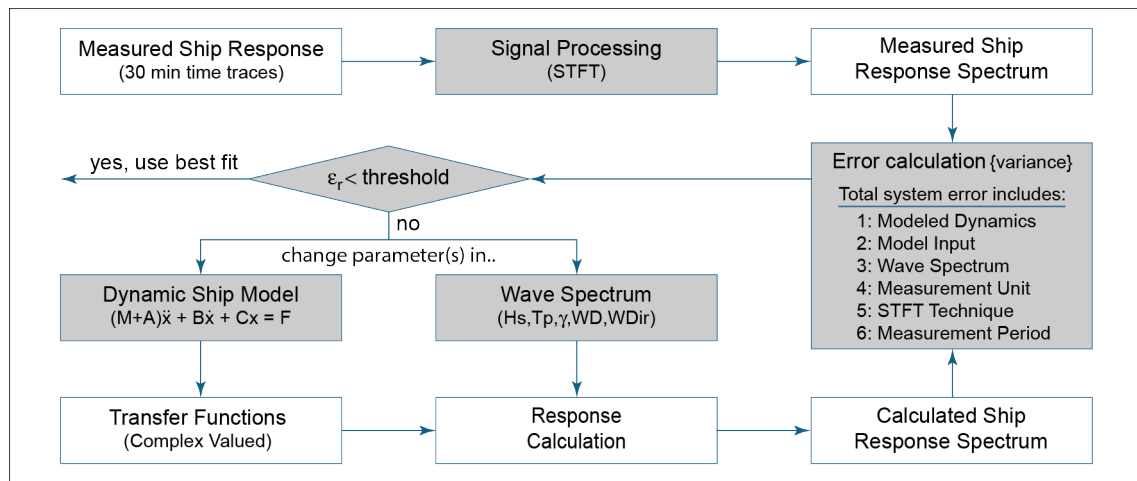 Measured Ship Response
(30 min time traces)
Signal Processing
(STFT)
Measured Ship
Response Spectrum
yes, use best fit
εr< threshold
Error calculation {variance}
Total system error includes:
1: Modeled Dynamics
2: Model Input
3: Wave Spectrum
4: Measurement Unit
5: STFT Technique
6: Measurement Period
no
change parameter(s) in..
Dynamic Ship Model
(M+A)ẍ + Bẋ + Cx = F
Wave Spectrum
(Hs,Tp,γ,WD,WDir)
Transfer Functions
(Complex Valued)
Response
Calculation
Calculated Ship
Response Spectrum